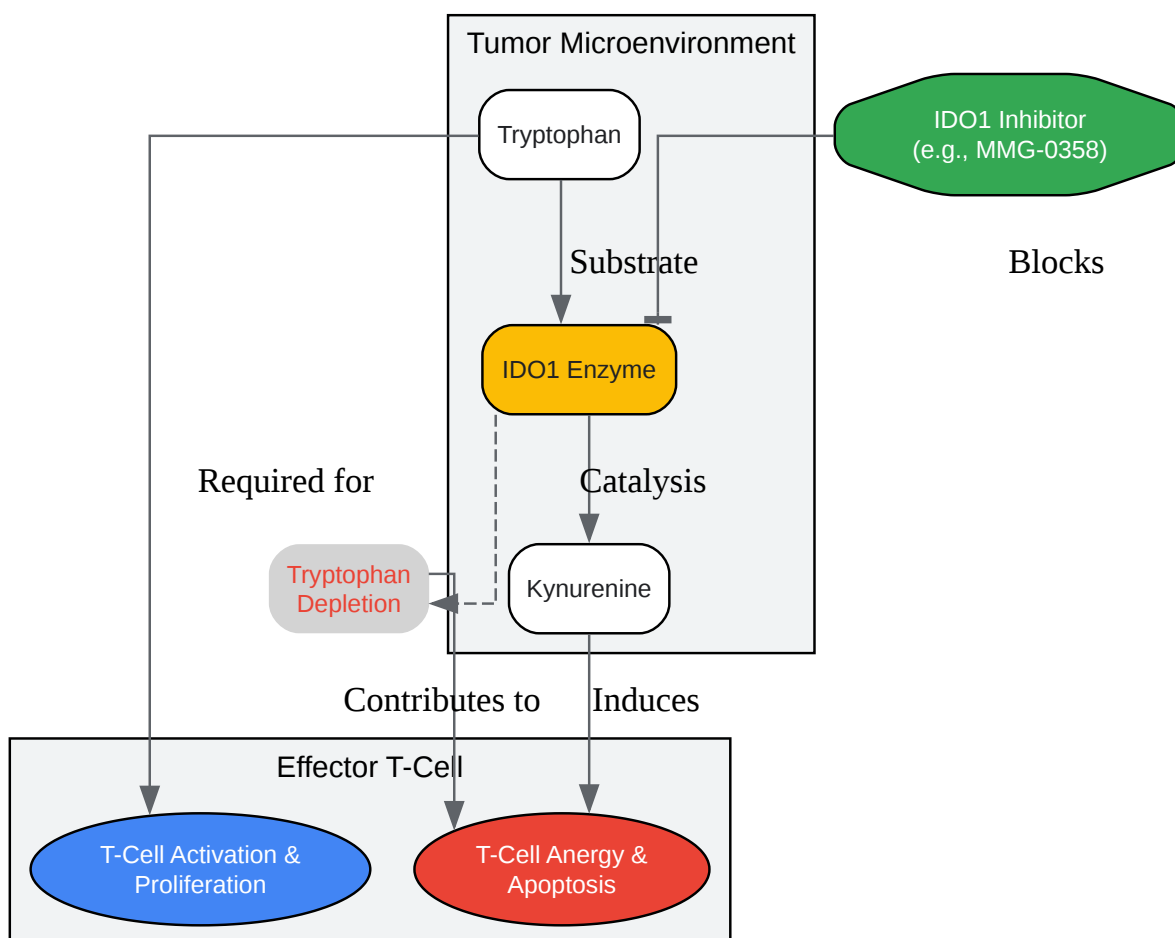 Tumor Microenvironment
Tryptophan
IDO1 Inhibitor
(e.g., MMG-0358)
Substrate
Blocks
IDO1 Enzyme
Required for
Catalysis
Tryptophan
Depletion
Kynurenine
Contributes to
Induces
Effector T-Cell
T-Cell Activation &
Proliferation
T-Cell Anergy &
Apoptosis